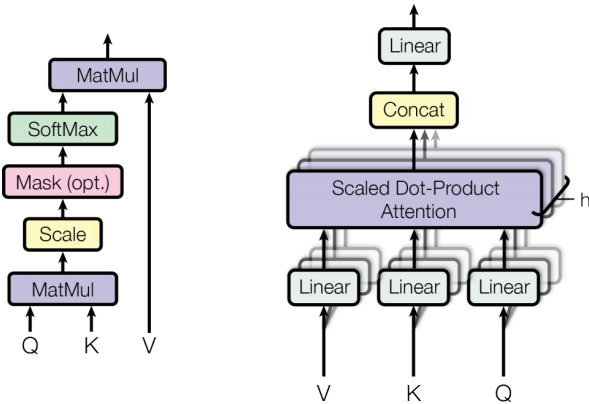 MatMul
SoftMax
Mask (opt.)
Scale
MatMul
Q K V
Linear
Concat
Scaled Dot-Product
Attention
h
Linear Linear Linear
V K Q